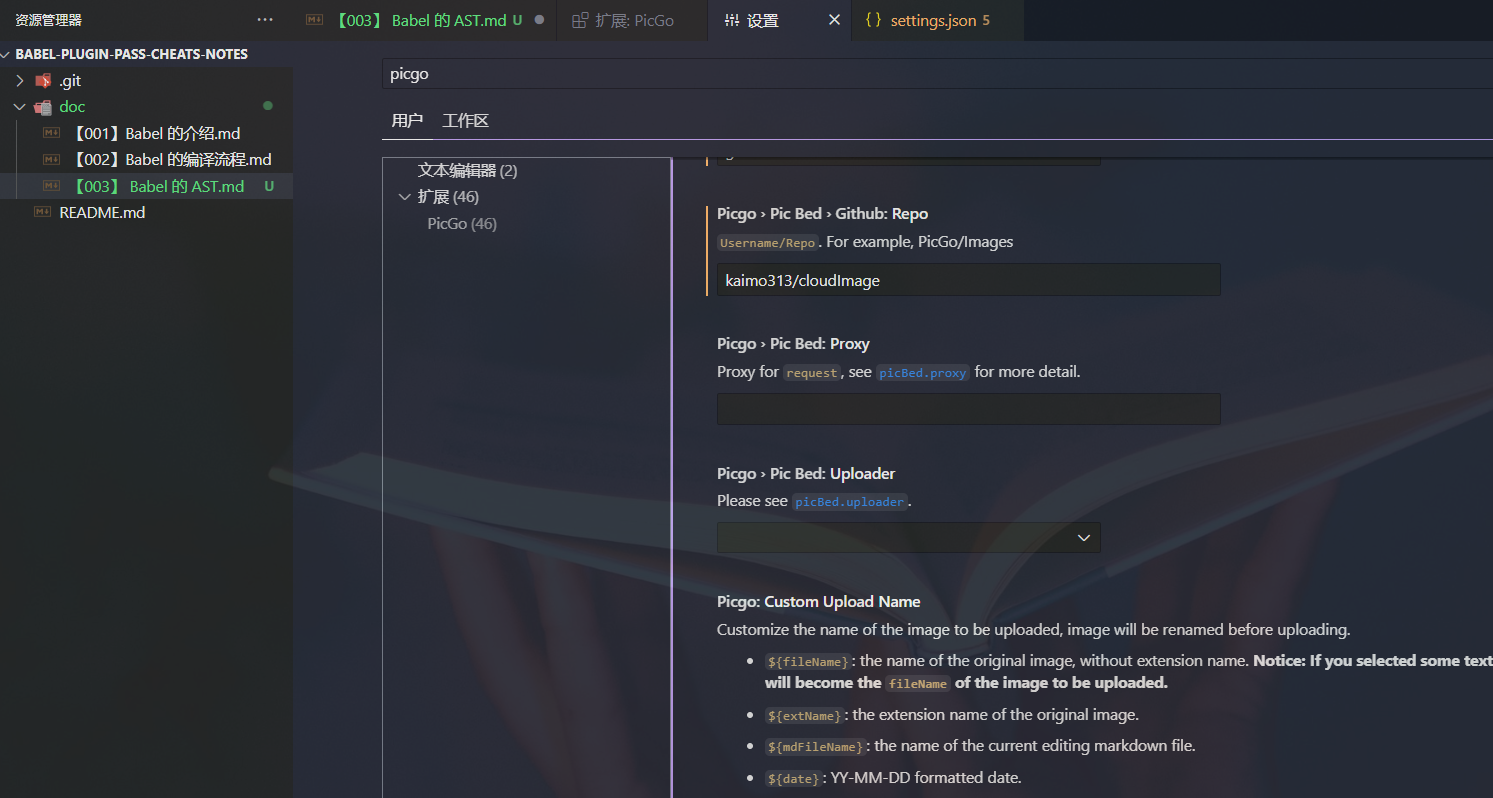 资源管理器 ···
【003】 Babel 的 AST.md U ●
扩展: PicGo
设置 ×
{} settings.json 5
BABEL-PLUGIN-PASS-CHEATS-NOTES
.git
doc
【001】Babel 的介绍.md
【002】Babel 的编译流程.md
【003】 Babel 的 AST.md U
README.md
picgo
用户 工作区
文本编辑器 (2)
扩展 (46)
PicGo (46)
Picgo › Pic Bed › Github: Repo
Username/Repo. For example, PicGo/Images
kaimo313/cloudImage
Picgo › Pic Bed: Proxy
Proxy for request, see picBed.proxy for more detail.
Picgo › Pic Bed: Uploader
Please see picBed.uploader.
Picgo: Custom Upload Name
Customize the name of the image to be uploaded, image will be renamed before uploading.
• ${fileName}: the name of the original image, without extension name. Notice: If you selected some text
will become the fileName of the image to be uploaded.
• ${extName}: the extension name of the original image.
• ${mdFileName}: the name of the current editing markdown file.
• ${date}: YY-MM-DD formatted date.